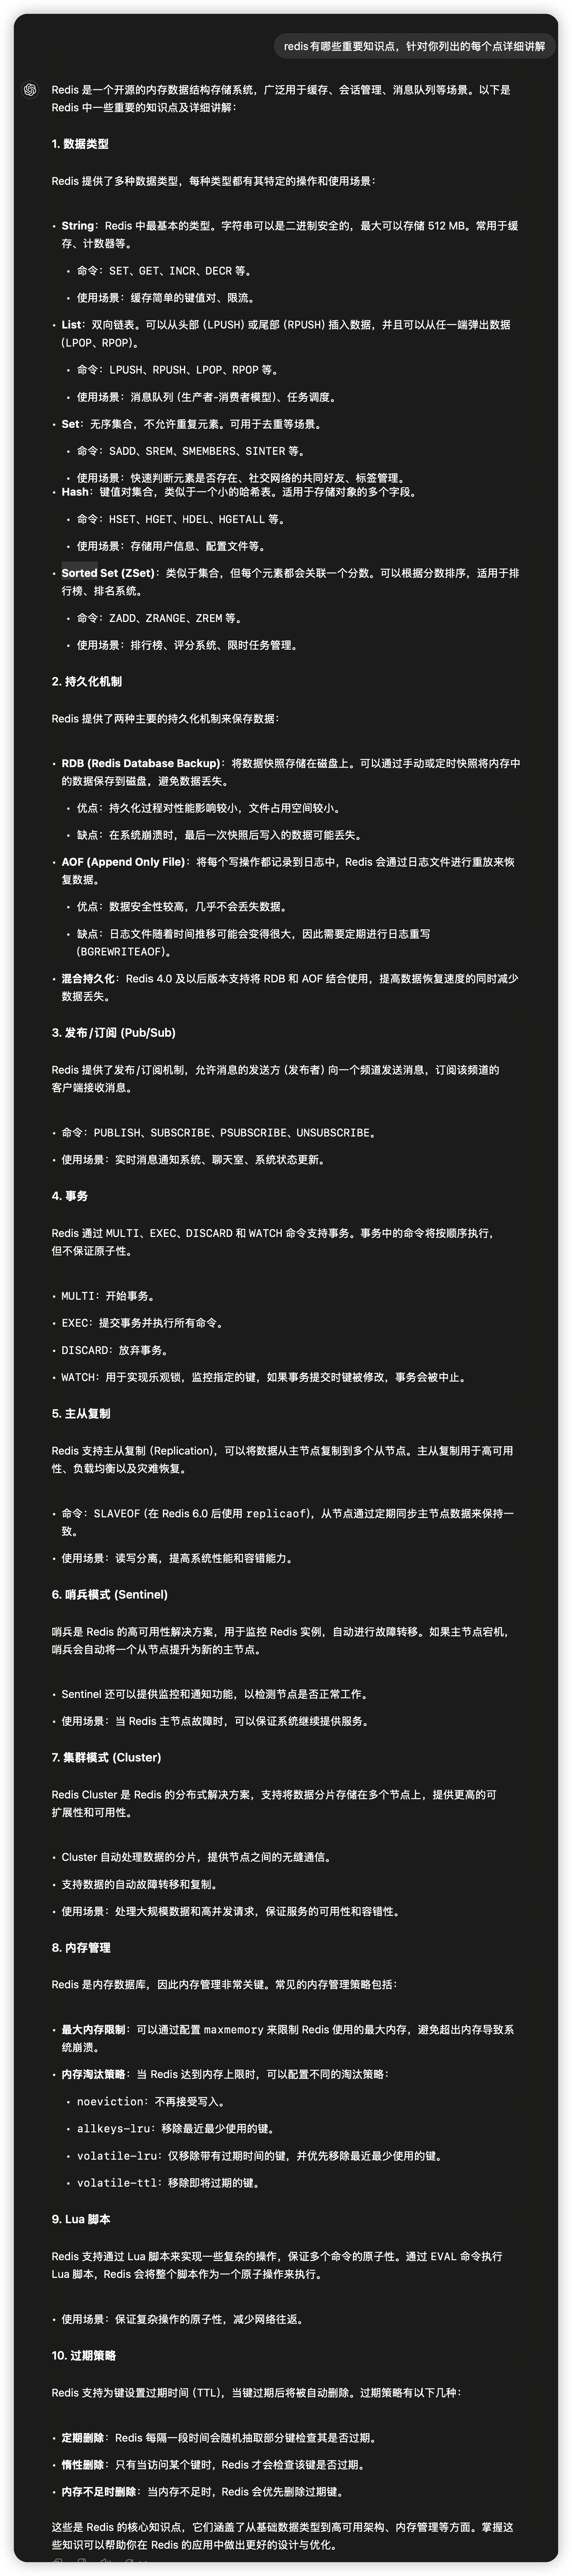 redis有哪些重要知识点，针对你列出的每个点详细讲解
Redis 是一个开源的内存数据结构存储系统，广泛用于缓存、会话管理、消息队列等场景。以下是
Redis 中一些重要的知识点及详细讲解：
1. 数据类型
Redis 提供了多种数据类型，每种类型都有其特定的操作和使用场景：
• String：Redis 中最基本的类型。字符串可以是二进制安全的，最大可以存储 512 MB。常用于缓
存、计数器等。
• 命令：SET、GET、INCR、DECR 等。
• 使用场景：缓存简单的键值对、限流。
• List：双向链表。可以从头部 (LPUSH) 或尾部 (RPUSH) 插入数据，并且可以从任一端弹出数据
(LPOP、RPOP)。
• 命令：LPUSH、RPUSH、LPOP、RPOP 等。
• 使用场景：消息队列 (生产者-消费者模型)、任务调度。
• Set：无序集合，不允许重复元素。可用于去重等场景。
• 命令：SADD、SREM、SMEMBERS、SINTER 等。
• 使用场景：快速判断元素是否存在、社交网络的共同好友、标签管理。
• Hash：键值对集合，类似于一个小的哈希表。适用于存储对象的多个字段。
• 命令：HSET、HGET、HDEL、HGETALL 等。
• 使用场景：存储用户信息、配置文件等。
• Sorted Set (ZSet)：类似于集合，但每个元素都会关联一个分数。可以根据分数排序，适用于排
行榜、排名系统。
• 命令：ZADD、ZRANGE、ZREM 等。
• 使用场景：排行榜、评分系统、限时任务管理。
2. 持久化机制
Redis 提供了两种主要的持久化机制来保存数据：
• RDB (Redis Database Backup)：将数据快照存储在磁盘上。可以通过手动或定时快照将内存中
的数据保存到磁盘，避免数据丢失。
• 优点：持久化过程对性能影响较小，文件占用空间较小。
• 缺点：在系统崩溃时，最后一次快照后写入的数据可能丢失。
• AOF (Append Only File)：将每个写操作都记录到日志中，Redis 会通过日志文件进行重放来恢
复数据。
• 优点：数据安全性较高，几乎不会丢失数据。
• 缺点：日志文件随着时间推移可能会变得很大，因此需要定期进行日志重写
(BGREWRITEAOF)。
• 混合持久化：Redis 4.0 及以后版本支持将 RDB 和 AOF 结合使用，提高数据恢复速度的同时减少
数据丢失。
3. 发布/订阅 (Pub/Sub)
Redis 提供了发布/订阅机制，允许消息的发送方 (发布者) 向一个频道发送消息，订阅该频道的
客户端接收消息。
• 命令：PUBLISH、SUBSCRIBE、PSUBSCRIBE、UNSUBSCRIBE。
• 使用场景：实时消息通知系统、聊天室、系统状态更新。
4. 事务
Redis 通过 MULTI、EXEC、DISCARD 和 WATCH 命令支持事务。事务中的命令将按顺序执行，
但不保证原子性。
• MULTI：开始事务。
• EXEC：提交事务并执行所有命令。
• DISCARD：放弃事务。
• WATCH：用于实现乐观锁，监控指定的键，如果事务提交时键被修改，事务会被中止。
5. 主从复制
Redis 支持主从复制 (Replication)，可以将数据从主节点复制到多个从节点。主从复制用于高可用
性、负载均衡以及灾难恢复。
• 命令：SLAVEOF (在 Redis 6.0 后使用 replicaof)，从节点通过定期同步主节点数据来保持一
致。
• 使用场景：读写分离，提高系统性能和容错能力。
6. 哨兵模式 (Sentinel)
哨兵是 Redis 的高可用性解决方案，用于监控 Redis 实例，自动进行故障转移。如果主节点宕机，
哨兵会自动将一个从节点提升为新的主节点。
• Sentinel 还可以提供监控和通知功能，以检测节点是否正常工作。
• 使用场景：当 Redis 主节点故障时，可以保证系统继续提供服务。
7. 集群模式 (Cluster)
Redis Cluster 是 Redis 的分布式解决方案，支持将数据分片存储在多个节点上，提供更高的可
扩展性和可用性。
• Cluster 自动处理数据的分片，提供节点之间的无缝通信。
• 支持数据的自动故障转移和复制。
• 使用场景：处理大规模数据和高并发请求，保证服务的可用性和容错性。
8. 内存管理
Redis 是内存数据库，因此内存管理非常关键。常见的内存管理策略包括：
• 最大内存限制：可以通过配置 maxmemory 来限制 Redis 使用的最大内存，避免超出内存导致系
统崩溃。
• 内存淘汰策略：当 Redis 达到内存上限时，可以配置不同的淘汰策略：
• noeviction：不再接受写入。
• allkeys-lru：移除最近最少使用的键。
• volatile-lru：仅移除带有过期时间的键，并优先移除最近最少使用的键。
• volatile-ttl：移除即将过期的键。
9. Lua 脚本
Redis 支持通过 Lua 脚本来实现一些复杂的操作，保证多个命令的原子性。通过 EVAL 命令执行
Lua 脚本，Redis 会将整个脚本作为一个原子操作来执行。
• 使用场景：保证复杂操作的原子性，减少网络往返。
10. 过期策略
Redis 支持为键设置过期时间 (TTL)，当键过期后将被自动删除。过期策略有以下几种：
• 定期删除：Redis 每隔一段时间会随机抽取部分键检查其是否过期。
• 惰性删除：只有当访问某个键时，Redis 才会检查该键是否过期。
• 内存不足时删除：当内存不足时，Redis 会优先删除过期键。
这些是 Redis 的核心知识点，它们涵盖了从基础数据类型到高可用架构、内存管理等方面。掌握这
些知识可以帮助你在 Redis 的应用中做出更好的设计与优化。